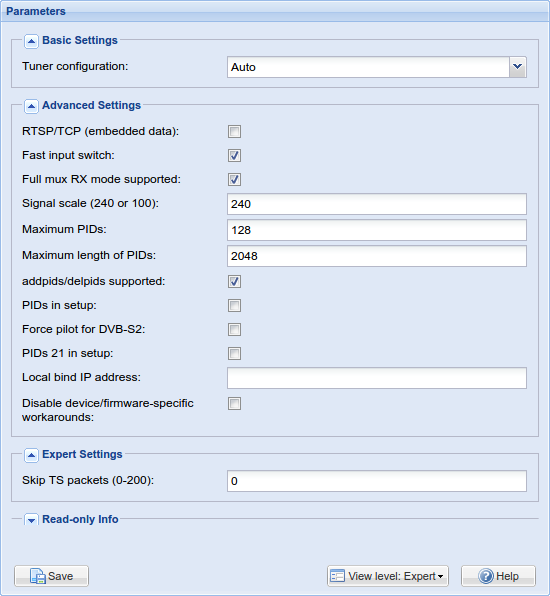 Parameters
Basic Settings
Tuner configuration: Auto
Advanced Settings
RTSP/TCP (embedded data):
Fast input switch:
Full mux RX mode supported:
Signal scale (240 or 100): 240
Maximum PIDs: 128
Maximum length of PIDs: 2048
addpids/delpids supported:
PIDs in setup:
Force pilot for DVB-S2:
PIDs 21 in setup:
Local bind IP address:
Disable device/firmware-specific
workarounds:
Expert Settings
Skip TS packets (0-200): 0
Read-only Info
Save View level: Expert Help